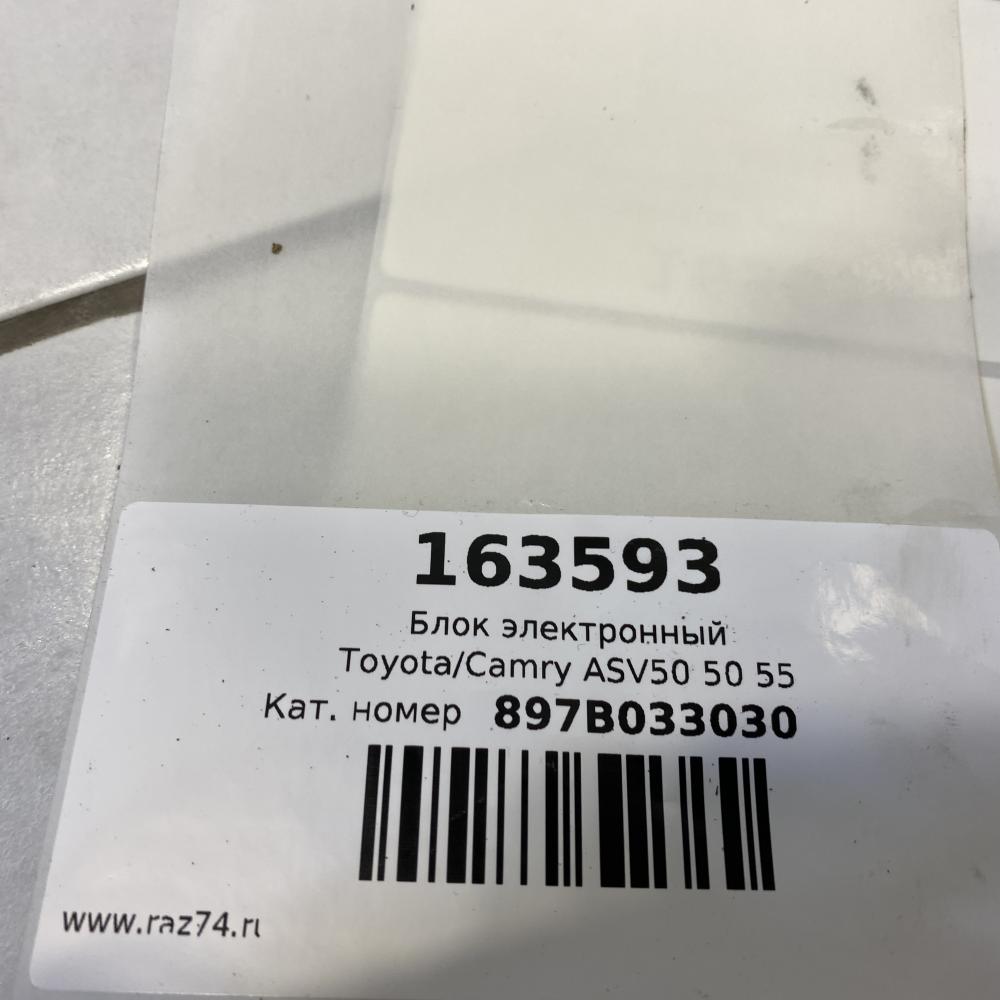 163593
Блок электронный
Toyota/Camry ASV50 50 55
Кат. номер 897B033030
www.raz74.ru